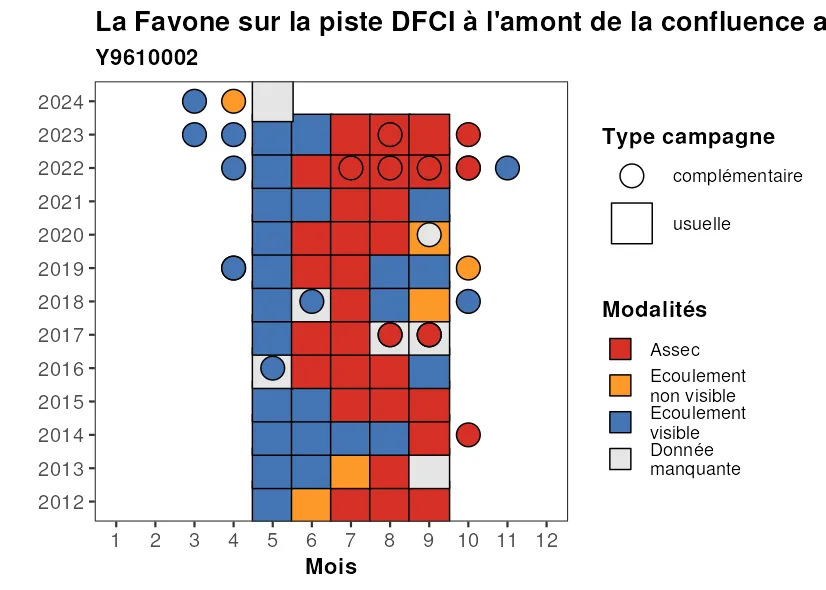 La Favone sur la piste DFCI à l'amont de la confluence a
Y9610002
2024
2023
2022
2021
2020
2019
2018
2017
2016
2015
2014
2013
2012
1 2 3 4 5 6 7 8 9 10 11 12
Mois
Type campagne
complémentaire
usuelle
Modalités
Assec
Ecoulement
non visible
Ecoulement
visible
Donnée
manquante